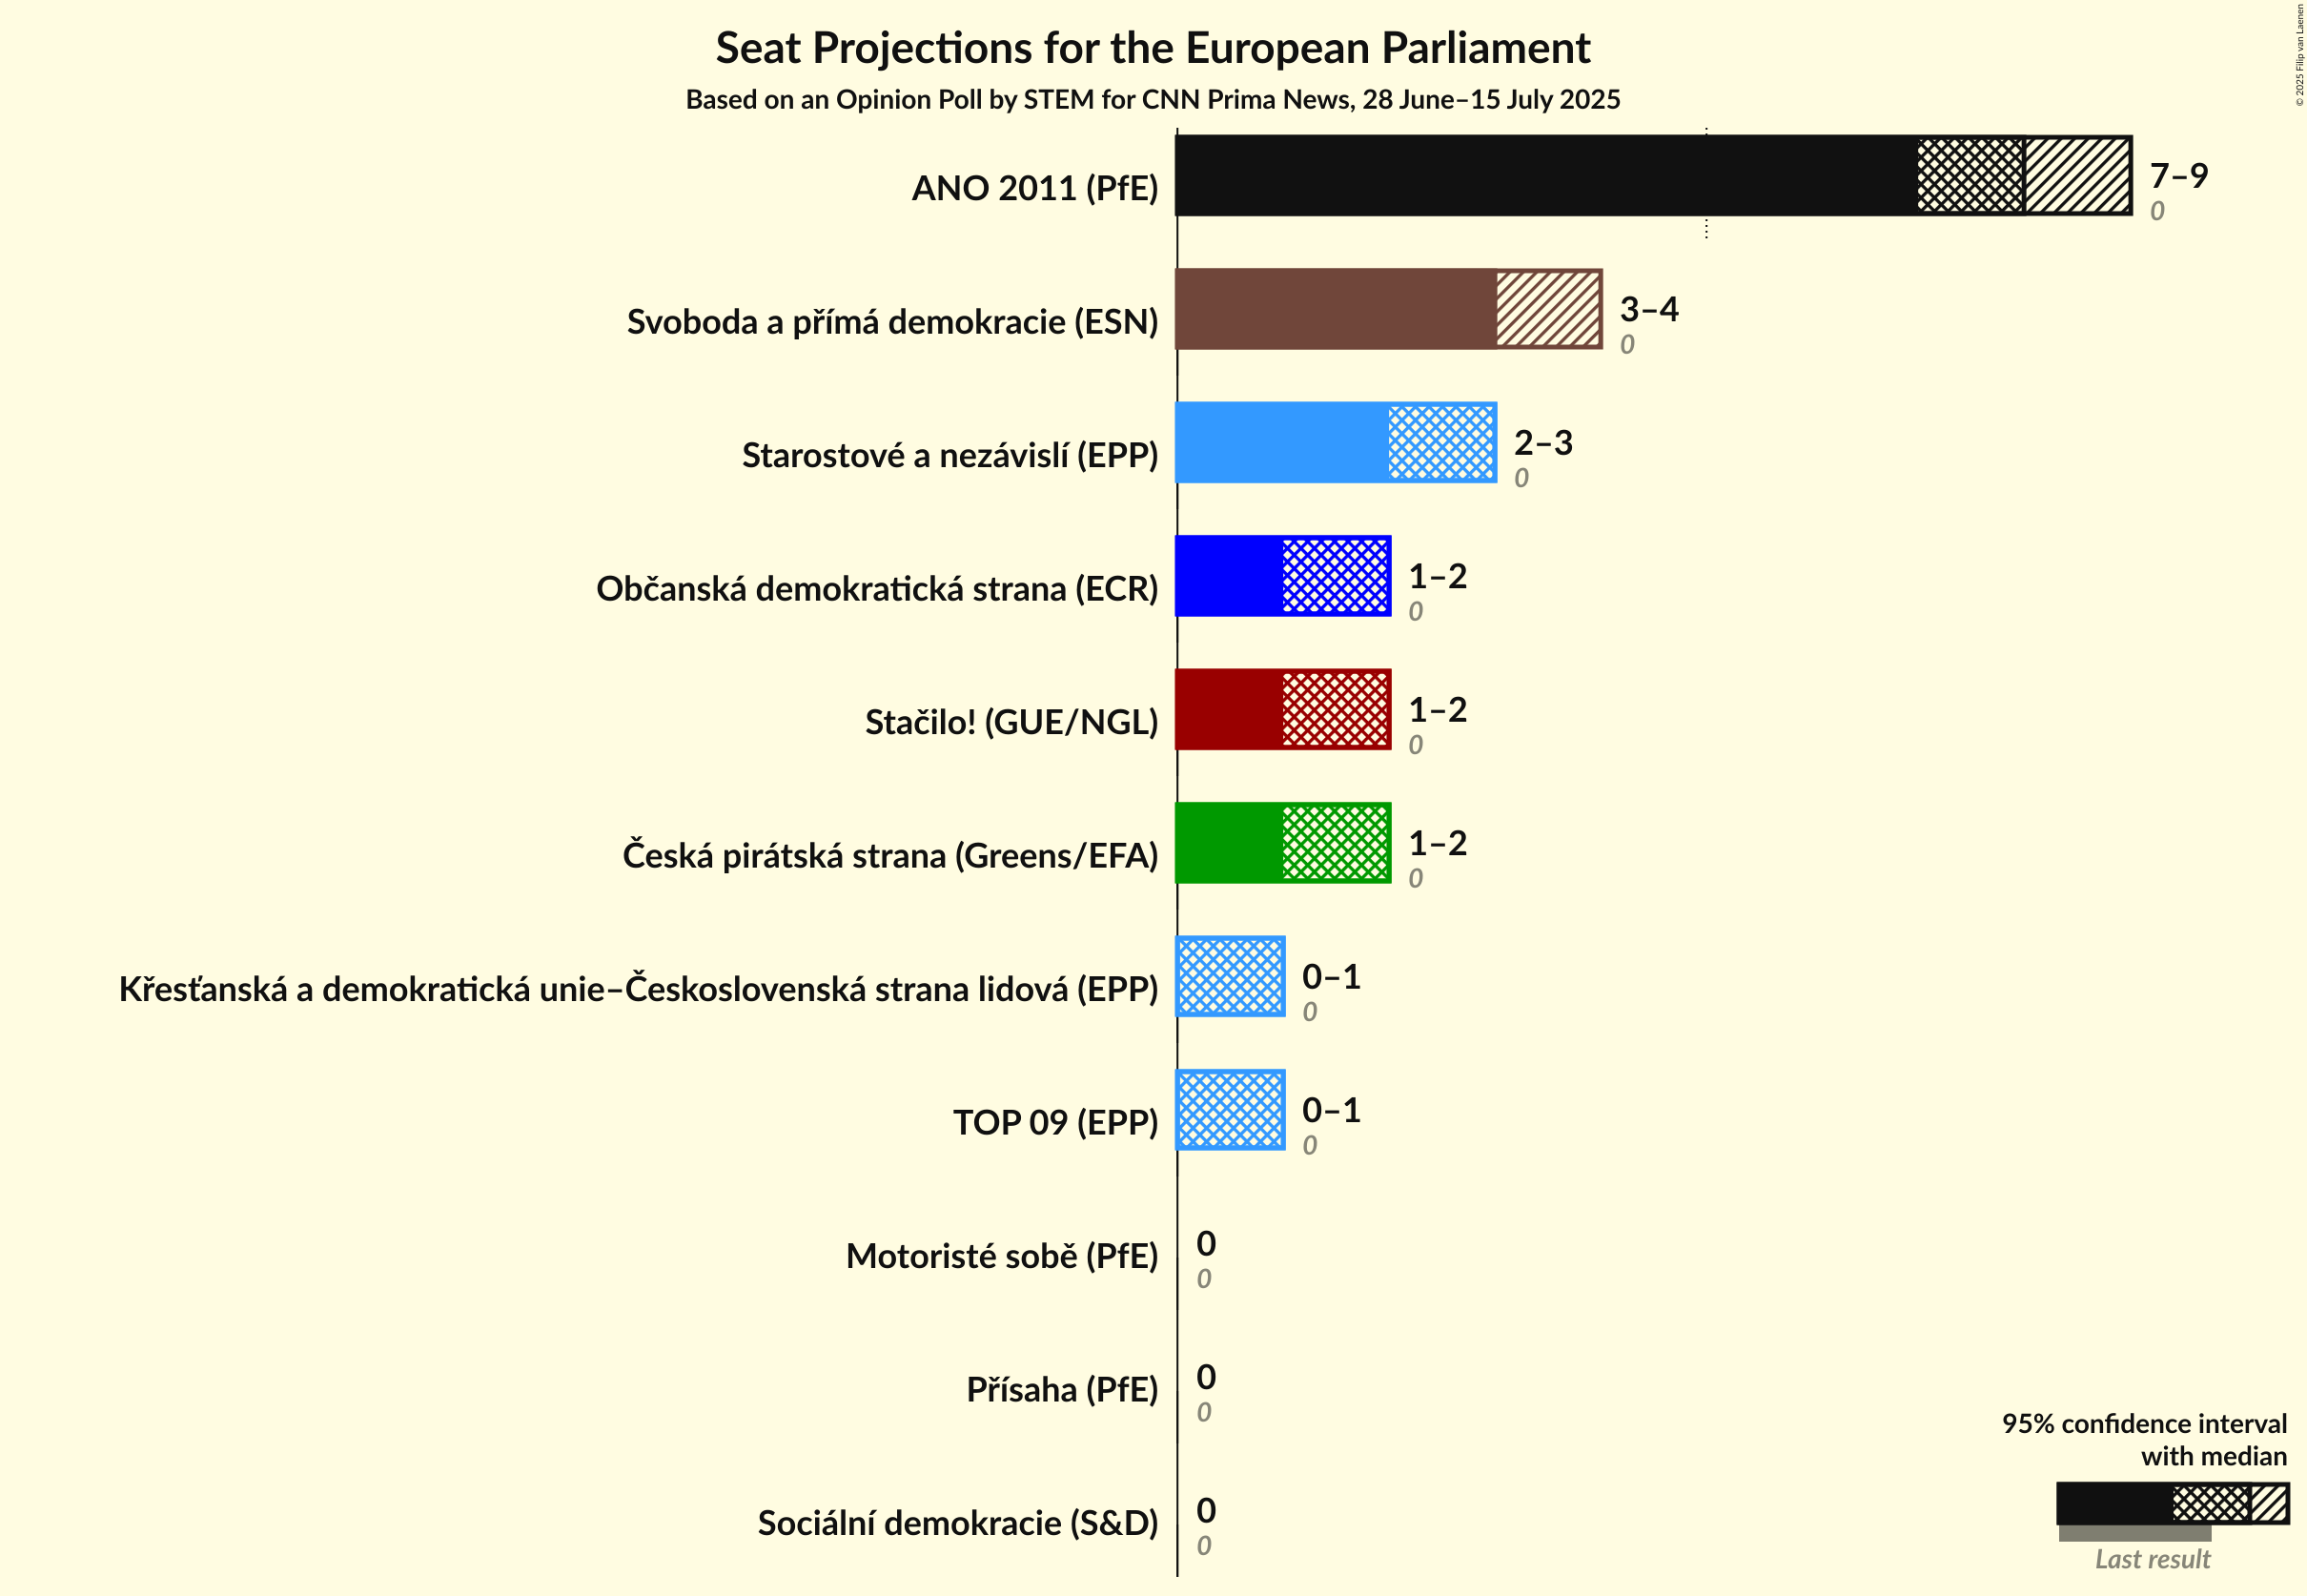 Seat Projections for the European Parliament
Based on an Opinion Poll by STEM for CNN Prima News, 28 June–15 July 2025
© 2025 Filip van Laenen
ANO 2011 (PfE)
7–9
0
Svoboda a přímá demokracie (ESN)
3–4
0
Starostové a nezávislí (EPP)
2–3
0
Občanská demokratická strana (ECR)
1–2
0
Stačilo! (GUE/NGL)
1–2
0
Česká pirátská strana (Greens/EFA)
1–2
0
Křesťanská a demokratická unie–Československá strana lidová (EPP)
0–1
0
TOP 09 (EPP)
0–1
0
Motoristé sobě (PfE)
0
0
Přísaha (PfE)
0
0
Sociální demokracie (S&D)
0
0
95% confidence interval
with median
Last result